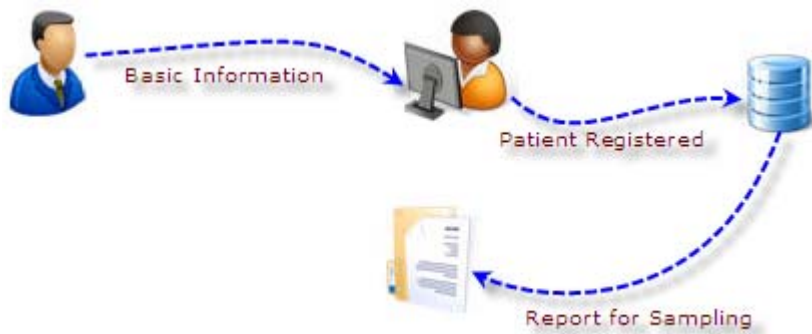 Basic Information
Patient Registered
Report for Sampling